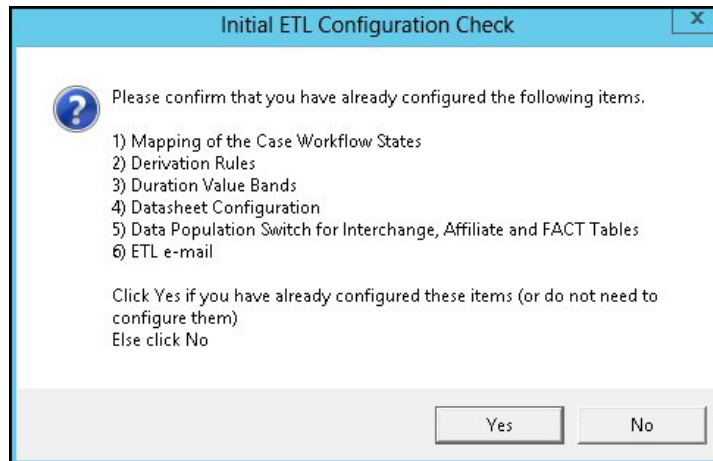 Initial ETL Configuration Check
x
?
Please confirm that you have already configured the following items.
1) Mapping of the Case Workflow States
2) Derivation Rules
3) Duration Value Bands
4) Datasheet Configuration
5) Data Population Switch for Interchange, Affiliate and FACT Tables
6) ETL e-mail
Click Yes if you have already configured these items (or do not need to
configure them)
Else click No
Yes
No